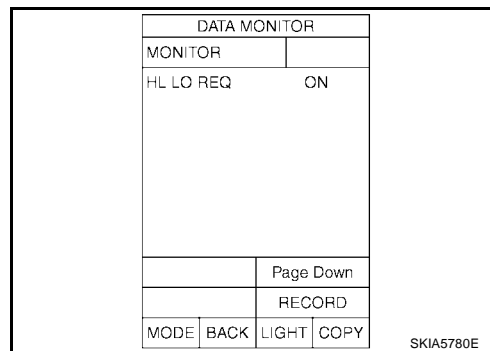 DATA MONITOR
MONITOR
HL LO REQ ON
Page Down
RECORD
MODE BACK LIGHT COPY
SKIA5780E